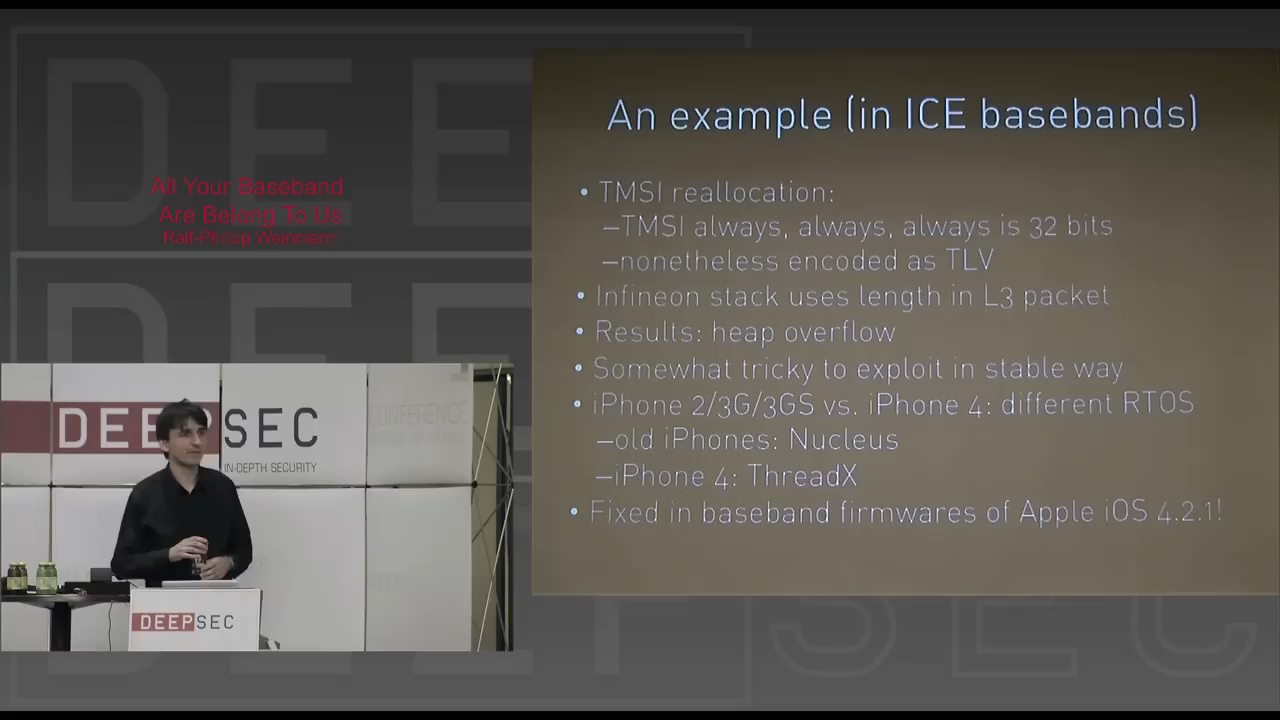 DEEP
All Your Baseband
Are Belong To Us
Ralf-Philipp Weinmann
An example (in ICE basebands)
• TMSI reallocation:
–TMSI always, always, always is 32 bits
–nonetheless encoded as TLV
• Infineon stack uses length in L3 packet
• Results: heap overflow
• Somewhat tricky to exploit in stable way
• iPhone 2/3G/3GS vs. iPhone 4: different RTOS
–old iPhones: Nucleus
–iPhone 4: ThreadX
• Fixed in baseband firmwares of Apple iOS 4.2.1!
DEEPSEC
CONFERENCE
IN-DEPTH SECURITY
DEEPSEC
SEC